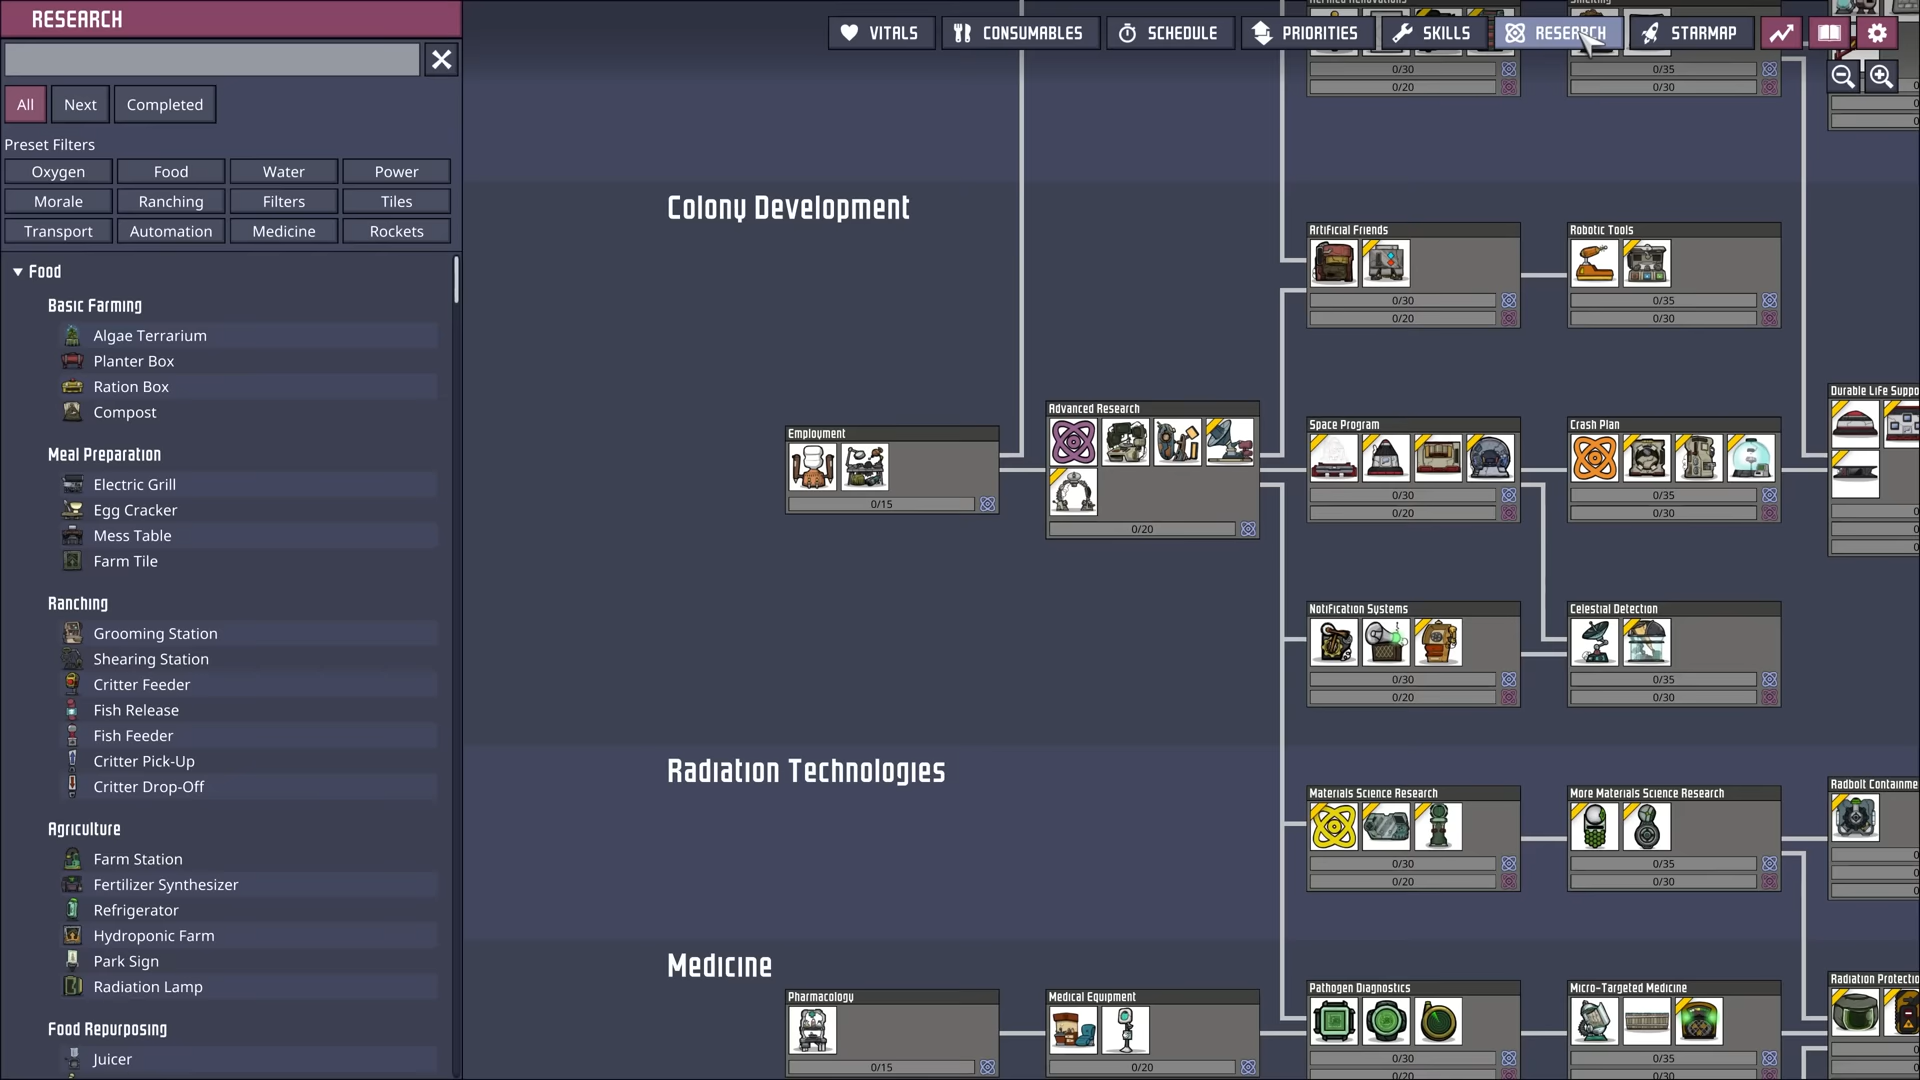 RESEARCH
All
Next
Completed
Preset Filters
Oxygen
Food
Water
Power
Morale
Ranching
Filters
Tiles
Transport
Automation
Medicine
Rockets
Food
Basic Farming
Algae Terrarium
Planter Box
Ration Box
Compost
Meal Preparation
Electric Grill
Egg Cracker
Mess Table
Farm Tile
Ranching
Grooming Station
Shearing Station
Critter Feeder
Fish Release
Fish Feeder
Critter Pick-Up
Critter Drop-Off
Agriculture
Farm Station
Fertilizer Synthesizer
Refrigerator
Hydroponic Farm
Park Sign
Radiation Lamp
Food Repurposing
Juicer
VITALS
CONSUMABLES
SCHEDULE
PRIORITIES
SKILLS
RESEARCH
STARMAP
0/30
0/20
0/35
0/30
Colony Development
Artificial Friends
0/30
0/20
Robotic Tools
0/35
0/30
Employment
0/15
Advanced Research
0/20
Space Program
0/30
0/20
Crash Plan
0/35
0/30
Durable Life Suppo
Notification Systems
0/30
0/20
Celestial Detection
0/35
0/30
Radiation Technologies
Materials Science Research
0/30
0/20
More Materials Science Research
0/35
0/30
Radbolt Containme
Medicine
Pharmacology
0/15
Medical Equipment
0/20
Pathogen Diagnostics
0/30
0/20
Micro-Targeted Medicine
0/35
0/30
Radiation Protectio